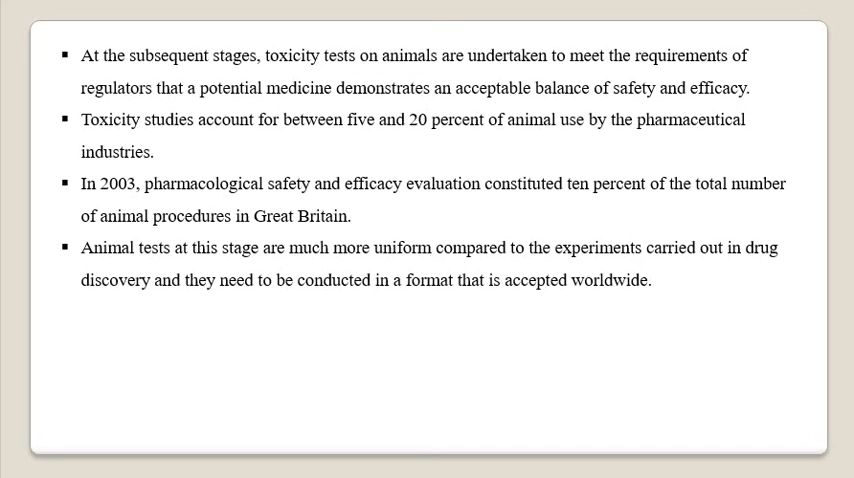 ▪ At the subsequent stages, toxicity tests on animals are undertaken to meet the requirements of
regulators that a potential medicine demonstrates an acceptable balance of safety and efficacy.
▪ Toxicity studies account for between five and 20 percent of animal use by the pharmaceutical
industries.
▪ In 2003, pharmacological safety and efficacy evaluation constituted ten percent of the total number
of animal procedures in Great Britain.
▪ Animal tests at this stage are much more uniform compared to the experiments carried out in drug
discovery and they need to be conducted in a format that is accepted worldwide.